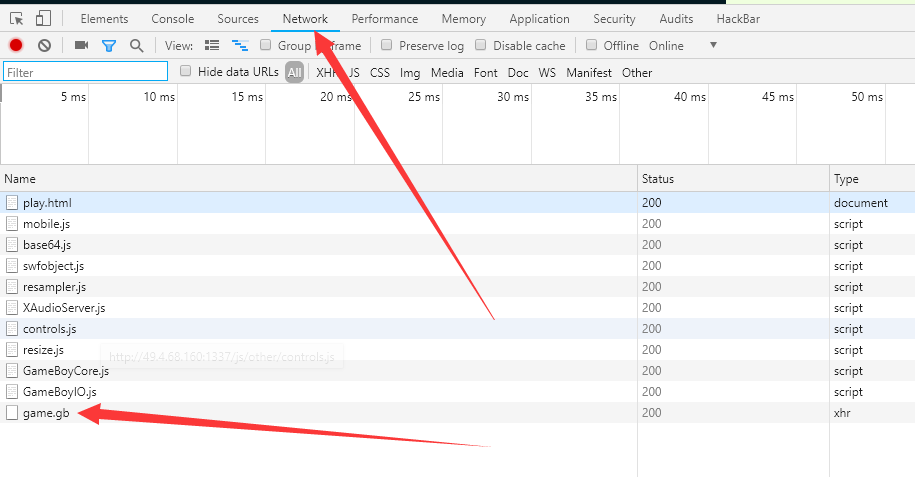 Elements Console Sources Network Performance Memory Application Security Audits HackBar
View: Group frame Preserve log Disable cache Offline Online
Filter Hide data URLs All XHR JS CSS Img Media Font Doc WS Manifest Other
5 ms 10 ms 15 ms 20 ms 25 ms 30 ms 35 ms 40 ms 45 ms 50 ms
Name Status Type
play.html 200 document
mobile.js 200 script
base64.js 200 script
swfobject.js 200 script
resampler.js 200 script
XAudioServer.js 200 script
controls.js 200 script
resize.js 200 script
http://49.4.68.160:1337/js/other/controls.js
GameBoyCore.js 200 script
GameBoyIO.js 200 script
game.gb 200 xhr